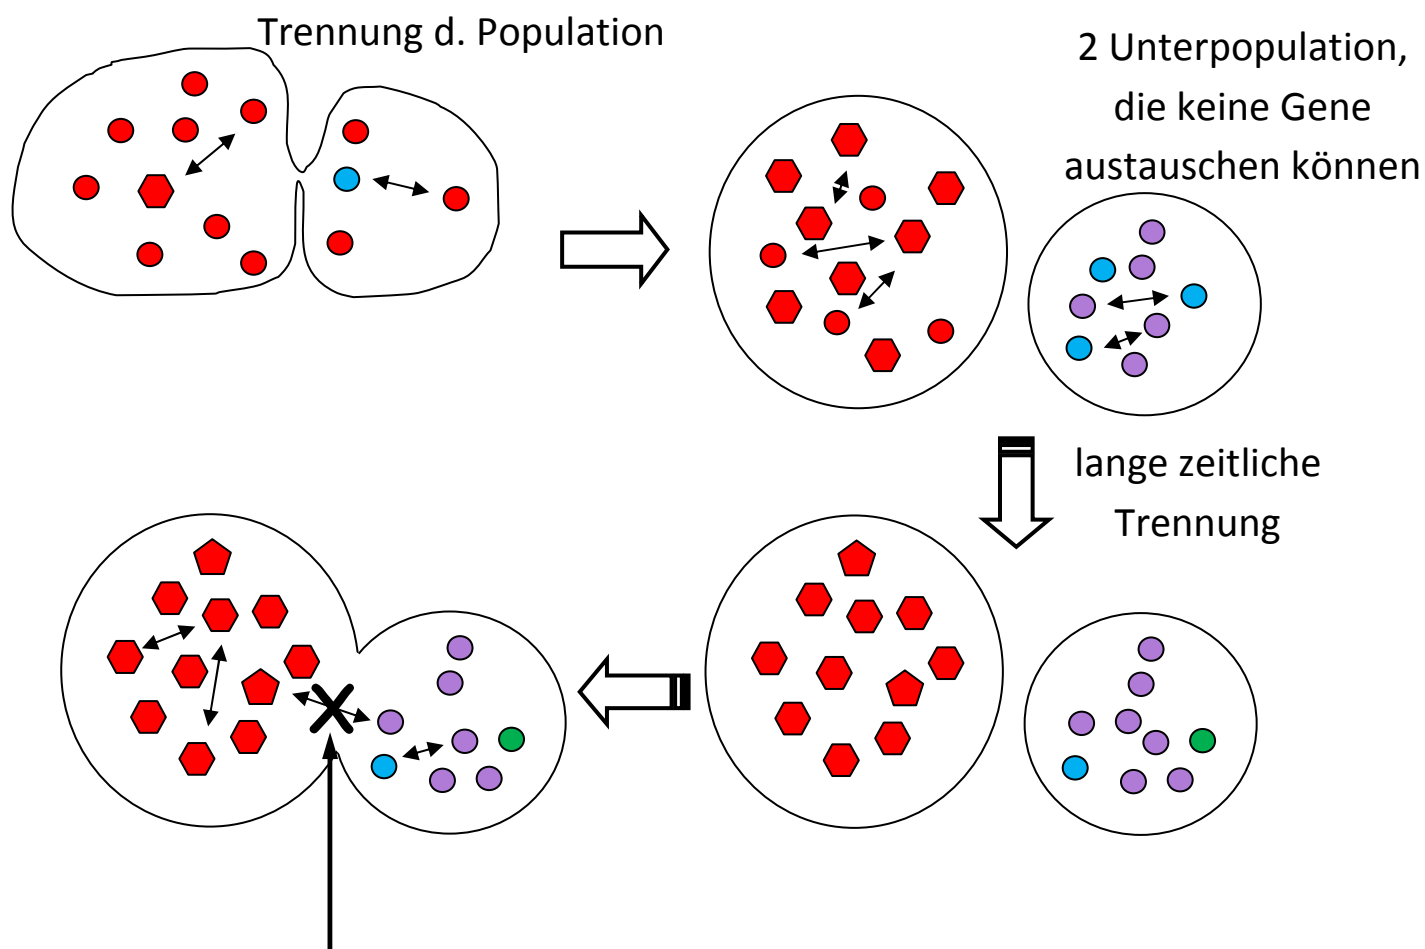 Trennung d. Population
2 Unterpopulation,
die keine Gene
austauschen können
lange zeitliche
Trennung